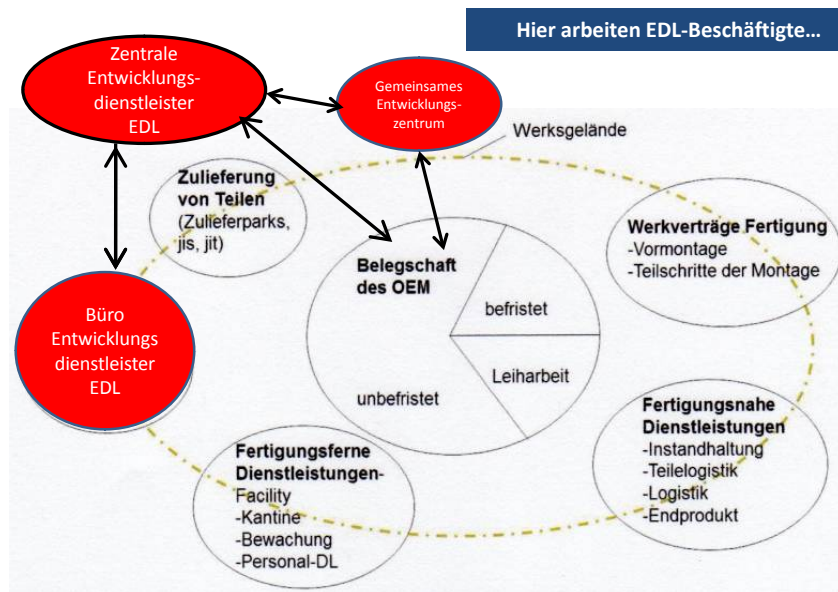 Hier arbeiten EDL-Beschäftigte…
Zentrale
Entwicklungs-
dienstleister
EDL
Gemeinsames
Entwicklungs-
zentrum
Werksgelände
Zulieferung
von Teilen
(Zulieferparks,
jis, jit)
Werkverträge Fertigung
-Vormontage
-Teilschritte der Montage
Belegschaft
des OEM
befristet
Leiharbeit
unbefristet
Büro
Entwicklungs
dienstleister
EDL
Fertigungsnahe
Dienstleistungen
-Instandhaltung
-Teilelogistik
-Logistik
-Endprodukt
Fertigungsferne
Dienstleistungen-
Facility
-Kantine
-Bewachung
-Personal-DL